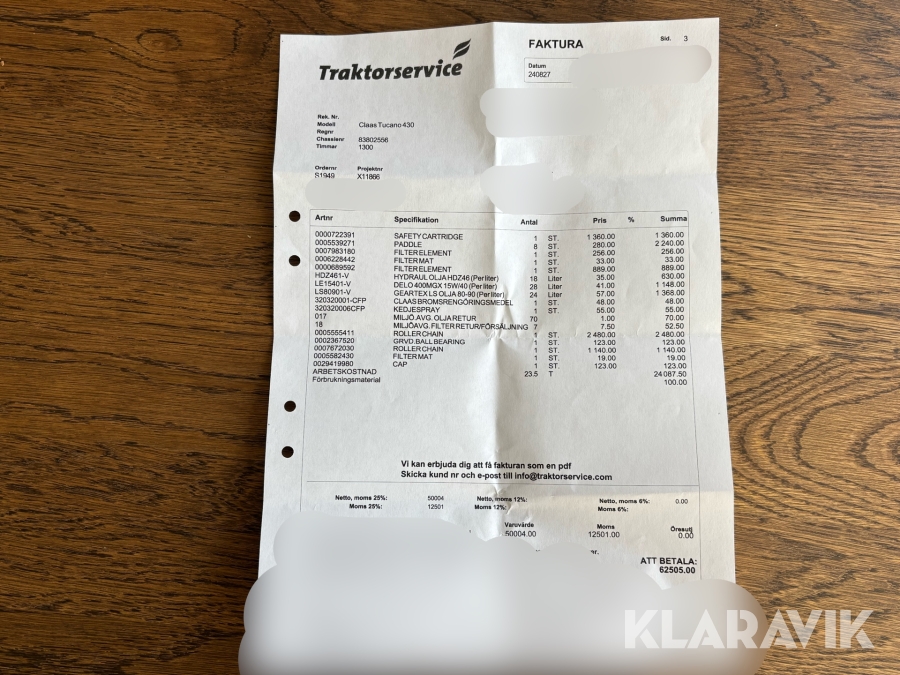 Traktorservice
FAKTURA
Sid. 3
Datum
240827
Rek. Nr.
Modell Claas Tucano 430
Regnr
Chassienr 83802556
Timmar 1300
Ordernr Projektnr
S1949 X11866
Artnr Specifikation Antal Pris % Summa
0000722391 SAFETY CARTRIDGE 1 ST. 1 360.00 1 360.00
0005539271 PADDLE 8 ST. 280.00 2 240.00
0007983180 FILTER ELEMENT 1 ST. 256.00 256.00
0006228442 FILTER MAT 1 ST. 33.00 33.00
0000689592 FILTER ELEMENT 1 ST. 889.00 889.00
HDZ461-V HYDRAUL OLJA HDZ46 (Per liter) 18 Liter 35.00 630.00
LE15401-V DELO 400MGX 15W/40 (Per liter) 28 Liter 41.00 1 148.00
LS80901-V GEARTEX LS OLJA 80-90 (Per liter) 24 Liter 57.00 1 368.00
320320001-CFP CLAAS BROMSRENGÖRINGSMEDEL 1 ST. 48.00 48.00
320320006CFP KEDJESPRAY 1 ST. 55.00 55.00
017 MILJÖ.AVG. OLJA RETUR 70 1.00 70.00
18 MILJÖAVG.FILTER RETUR/FÖRSÄLJNING 7 7.50 52.50
0005555411 ROLLER CHAIN 1 ST. 2 480.00 2 480.00
0002367520 GRVD.BALL BEARING 1 ST. 123.00 123.00
0007672030 ROLLER CHAIN 1 ST. 1 140.00 1 140.00
0005582430 FILTER MAT 1 ST. 19.00 19.00
0029419980 CAP 1 ST. 123.00 123.00
ARBETSKOSTNAD 23.5 T 24 087.50
Förbrukningsmaterial 100.00
Vi kan erbjuda dig att få fakturan som en pdf
Skicka kund nr och e-post till info@traktorservice.com
Netto, moms 25%: 50004 Netto, moms 12%: Netto, moms 6%: 0.00
Moms 25%: 12501 Moms 12%: Moms 6%:
Varuvärde Moms Öresutj
50004.00 12501.00 0.00
nr.
ATT BETALA:
62505.00
KLARAVIK